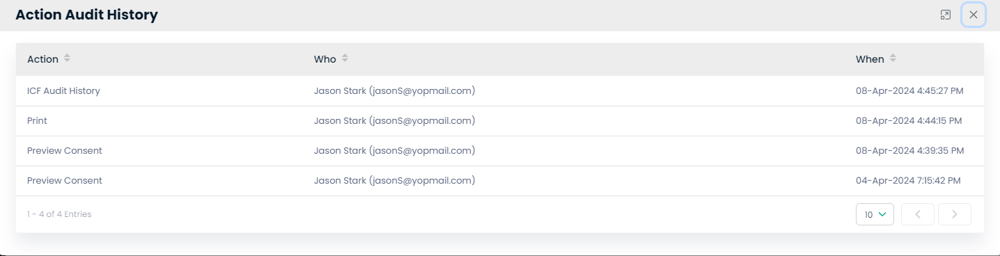 Action Audit History
Action Who When
ICF Audit History Jason Stark (jasonS@yopmail.com) 08-Apr-2024 4:45:27 PM
Print Jason Stark (jasonS@yopmail.com) 08-Apr-2024 4:44:15 PM
Preview Consent Jason Stark (jasonS@yopmail.com) 08-Apr-2024 4:39:35 PM
Preview Consent Jason Stark (jasonS@yopmail.com) 04-Apr-2024 7:15:42 PM
1 - 4 of 4 Entries 10